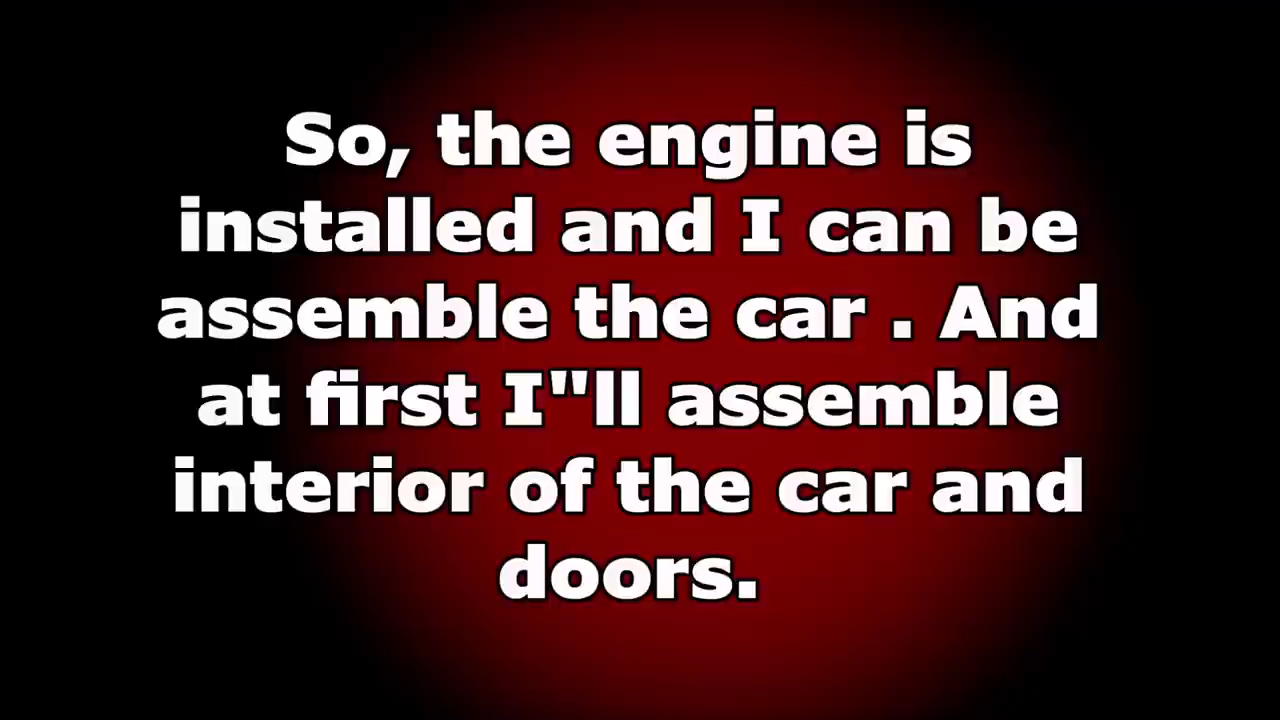 So, the engine is
installed and I can be
assemble the car . And
at first I"ll assemble
interior of the car and
doors.